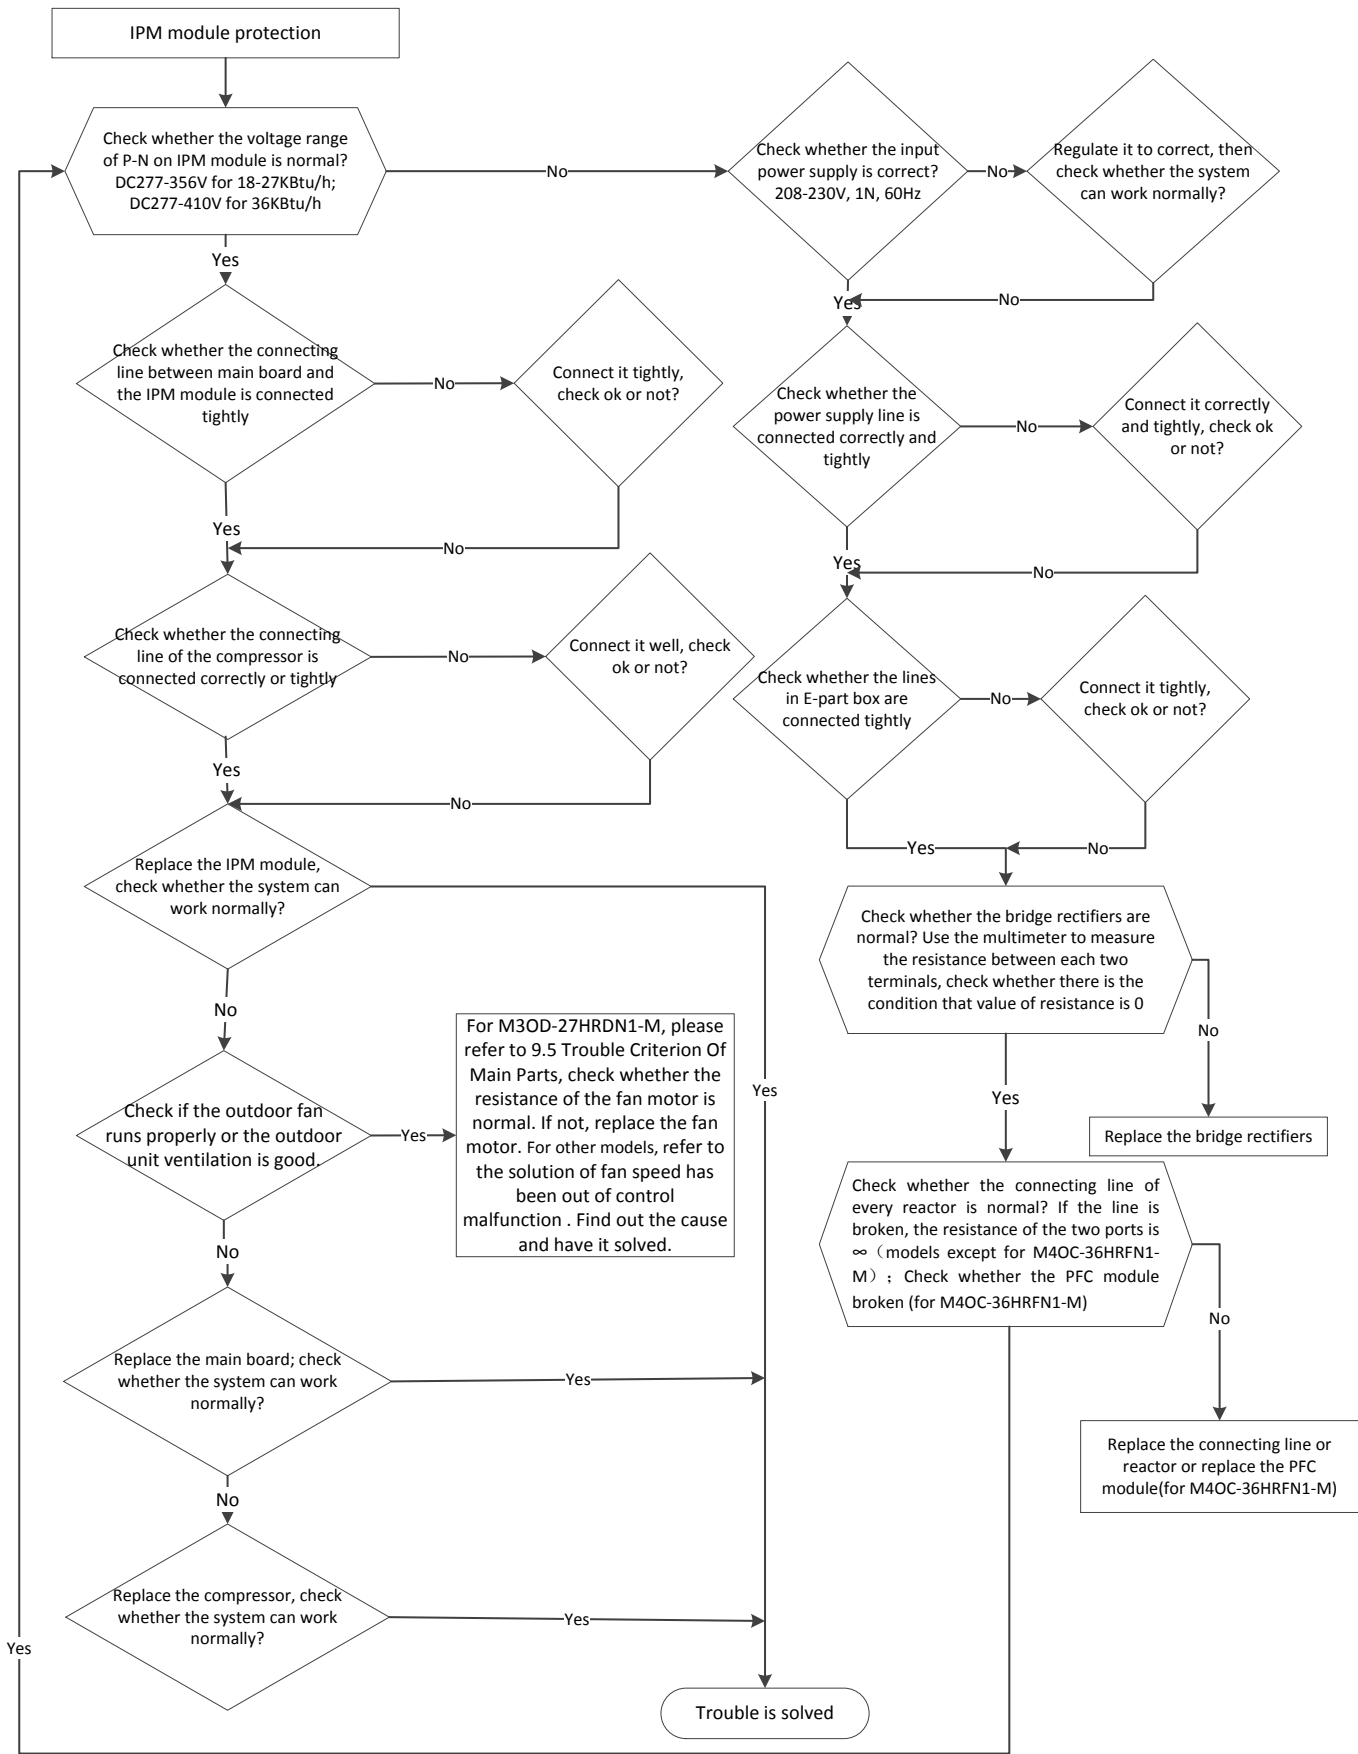 IPM module protection
Check whether the voltage range
of P-N on IPM module is normal?
DC277-356V for 18-27KBtu/h;
DC277-410V for 36KBtu/h
No
Check whether the input
power supply is correct?
208-230V, 1N, 60Hz
No
Regulate it to correct, then
check whether the system
can work normally?
Yes
Yes
No
Check whether the connecting
line between main board and
the IPM module is connected
tightly
No
Connect it tightly,
check ok or not?
Check whether the
power supply line is
connected correctly and
tightly
No
Connect it correctly
and tightly, check ok
or not?
Yes
No
Yes
No
Check whether the connecting
line of the compressor is
connected correctly or tightly
No
Connect it well, check
ok or not?
Check whether the lines
in E-part box are
connected tightly
No
Connect it tightly,
check ok or not?
Yes
No
Yes
No
Replace the IPM module,
check whether the system can
work normally?
Check whether the bridge rectifiers are
normal? Use the multimeter to measure
the resistance between each two
terminals, check whether there is the
condition that value of resistance is 0
No
No
Yes
Yes
Check if the outdoor fan
runs properly or the outdoor
unit ventilation is good.
Yes
For M3OD-27HRDN1-M, please
refer to 9.5 Trouble Criterion Of
Main Parts, check whether the
resistance of the fan motor is
normal. If not, replace the fan
motor. For other models, refer to
the solution of fan speed has
been out of control
malfunction . Find out the cause
and have it solved.
Replace the bridge rectifiers
Check whether the connecting line of
every reactor is normal? If the line is
broken, the resistance of the two ports is
∞（models except for M4OC-36HRFN1-
M）；Check whether the PFC module
broken (for M4OC-36HRFN1-M)
No
No
Replace the main board; check
whether the system can work
normally?
Yes
Replace the connecting line or
reactor or replace the PFC
module(for M4OC-36HRFN1-M)
No
Replace the compressor, check
whether the system can work
normally?
Yes
Yes
Trouble is solved